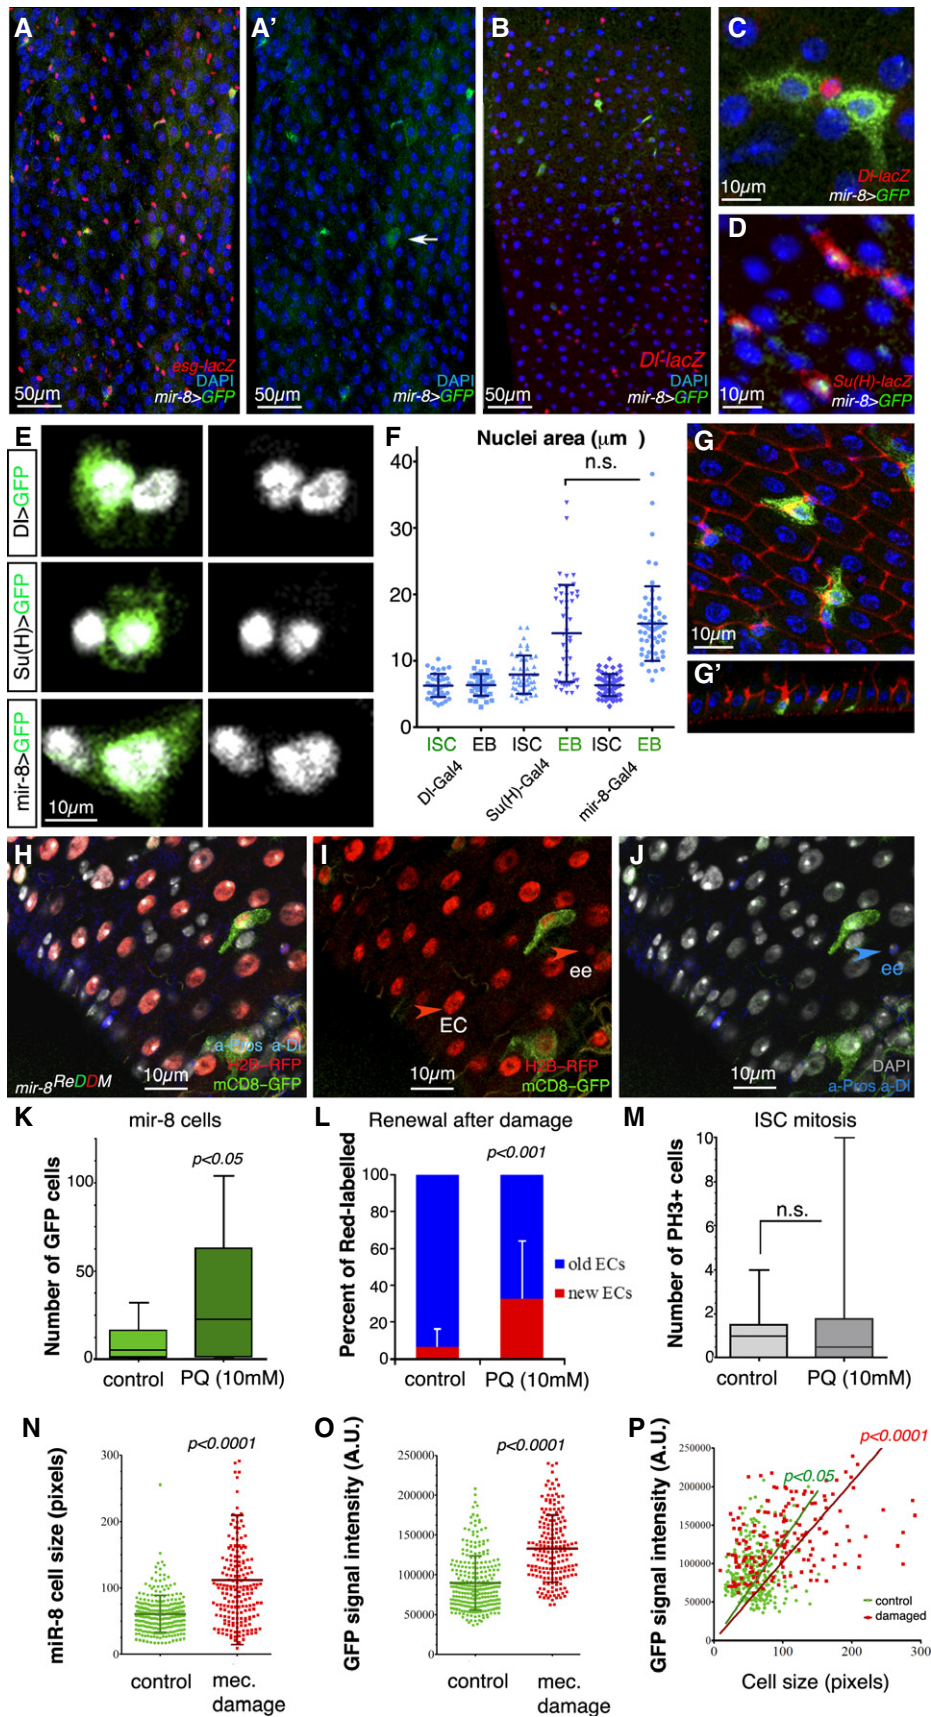 A
A'
B
C
esg-lacZ
DAPI
mir-8>GFP
50µm
DAPI
mir-8>GFP
50µm
Dl-lacZ
DAPI
mir-8>GFP
50µm
Dl-lacZ
mir-8>GFP
10µm
D
Su(H)-lacZ
mir-8>GFP
10µm
E
Dl>GFP
Su(H)>GFP
mir-8>GFP
10µm
F
Nuclei area (µm )
n.s.
40
30
20
10
0
ISC EB ISC EB ISC EB
Dl-Gal4
Su(H)-Gal4
mir-8-Gal4
G
10µm
G'
H
a-Pros a-Dl
H2B-RFP
mCD8-GFP
mir-8ReDDM
10µm
I
ee
EC
H2B-RFP
mCD8-GFP
10µm
J
ee
DAPI
a-Pros a-Dl
10µm
K
mir-8 cells
p<0.05
Number of GFP cells
100
50
0
control PQ (10mM)
L
Renewal after damage
p<0.001
Percent of Red-labelled
100
80
60
40
20
0
old ECs
new ECs
control PQ (10mM)
M
ISC mitosis
n.s.
Number of PH3+ cells
10
8
6
4
2
0
control PQ (10mM)
N
p<0.0001
miR-8 cell size (pixels)
300
200
100
0
control mec. damage
O
p<0.0001
GFP signal intensity (A.U.)
250000
200000
150000
100000
50000
0
control mec. damage
P
p<0.0001
p<0.05
GFP signal intensity (A.U.)
250000
200000
150000
100000
50000
0
control
damaged
0 100 200 300
Cell size (pixels)